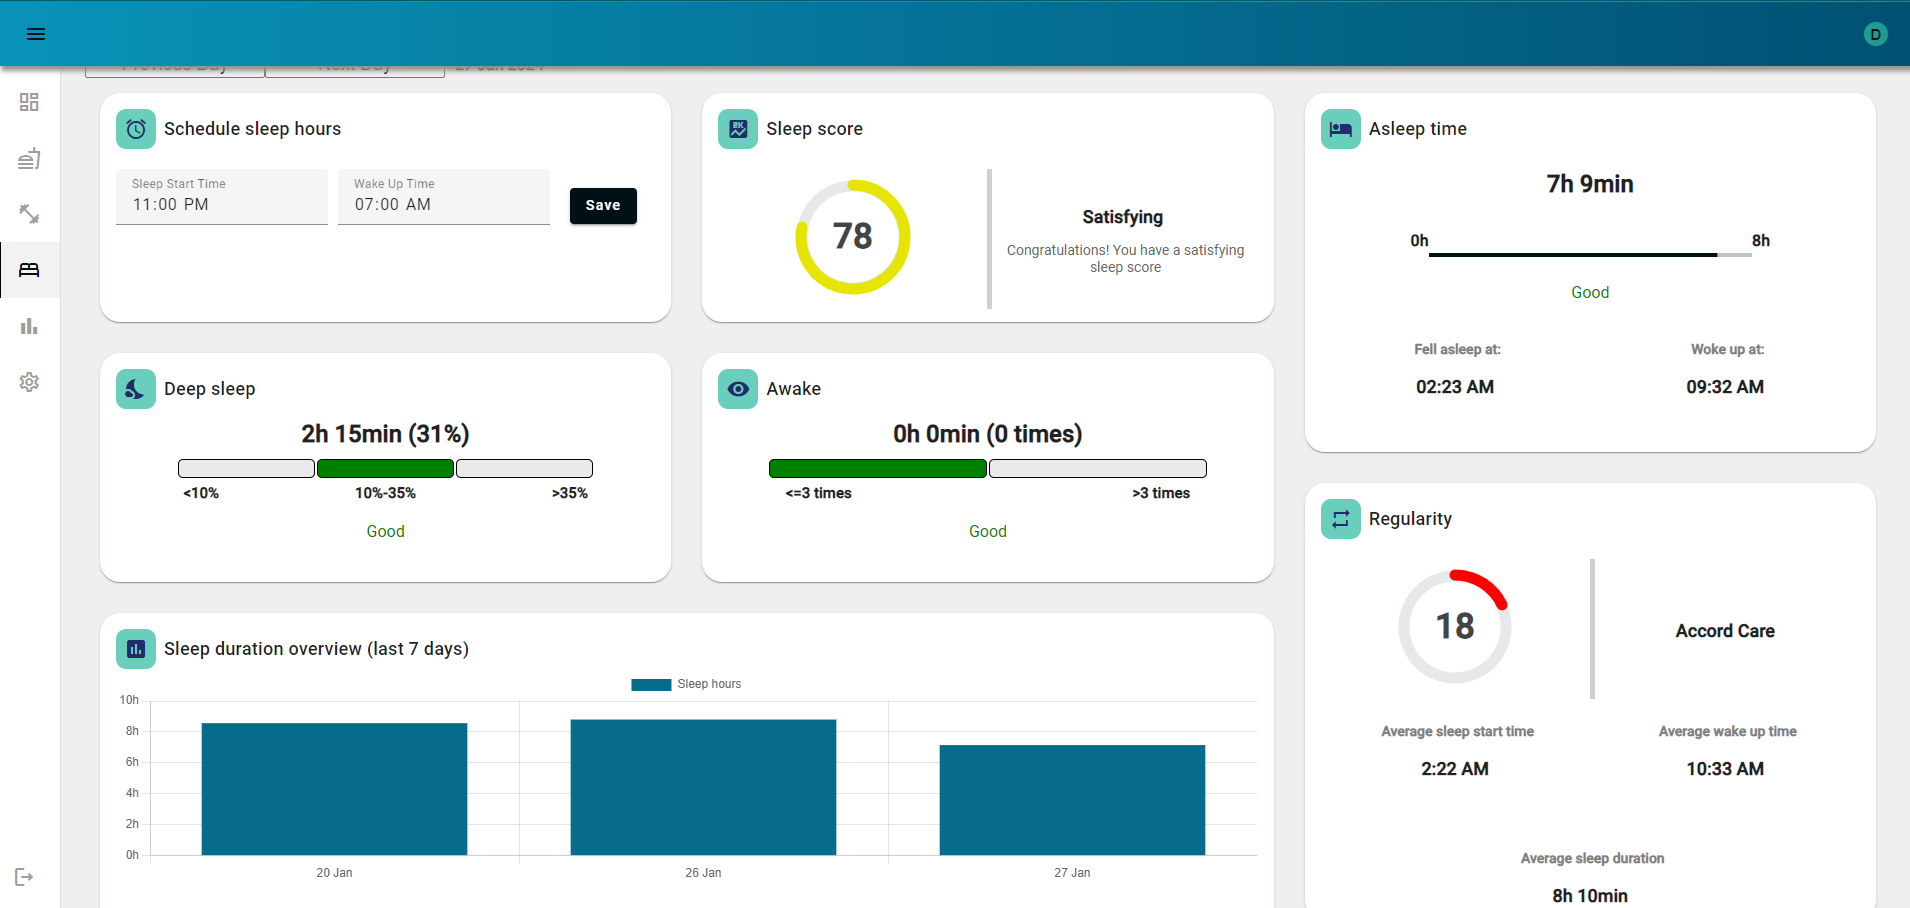 D
Schedule sleep hours
Sleep Start Time
11:00 PM
Wake Up Time
07:00 AM
Save
Sleep score
78
Satisfying
Congratulations! You have a satisfying
sleep score
Asleep time
7h 9min
0h
8h
Good
Fell asleep at:
Woke up at:
02:23 AM
09:32 AM
Deep sleep
2h 15min (31%)
<10%
10%-35%
>35%
Good
Awake
0h 0min (0 times)
<=3 times
>3 times
Good
Regularity
18
Accord Care
Average sleep start time
Average wake up time
2:22 AM
10:33 AM
Average sleep duration
8h 10min
Sleep duration overview (last 7 days)
Sleep hours
10h
8h
6h
4h
2h
0h
20 Jan
26 Jan
27 Jan